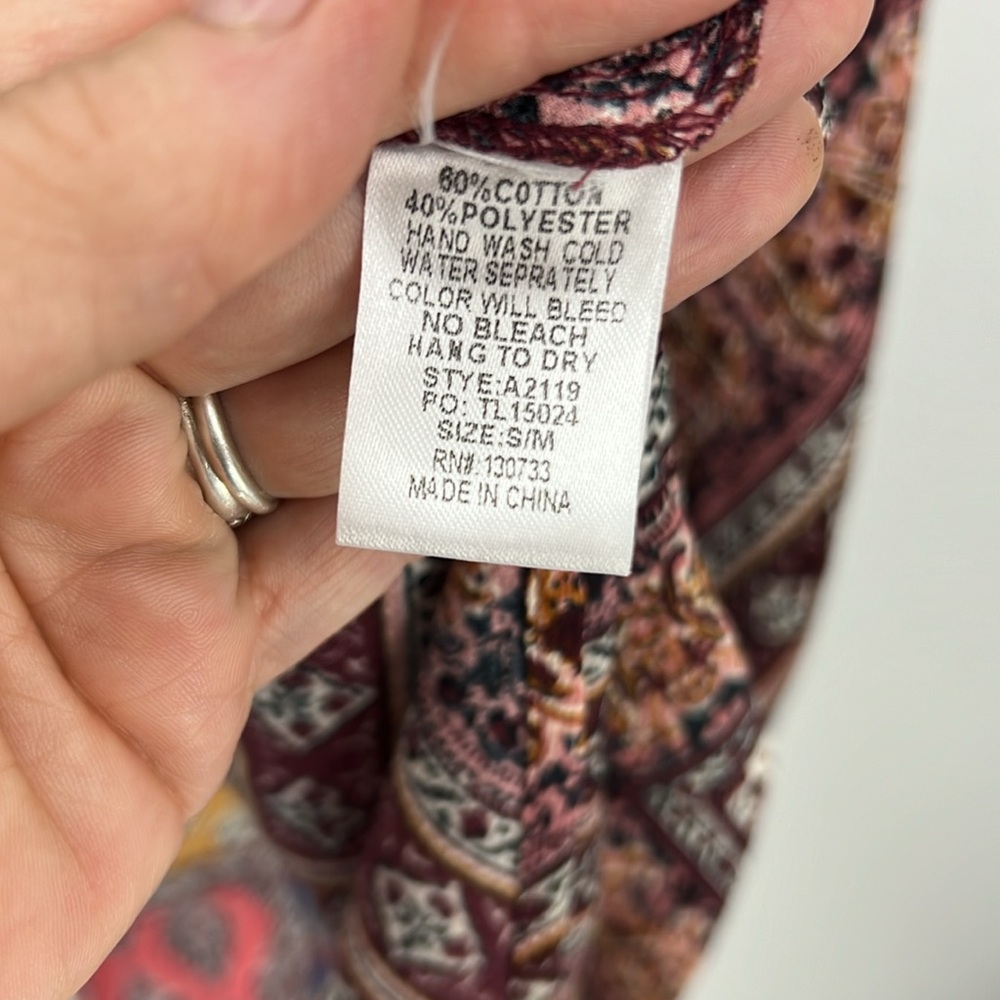 60%COTTON
40%POLYESTER
HAND WASH COLD
WATER SEPRATELY
COLOR WILL BLEED
NO BLEACH
HANG TO DRY
STYE:A2119
PO: TL15024
SIZE:S/M
RN#:130733
MADE IN CHINA